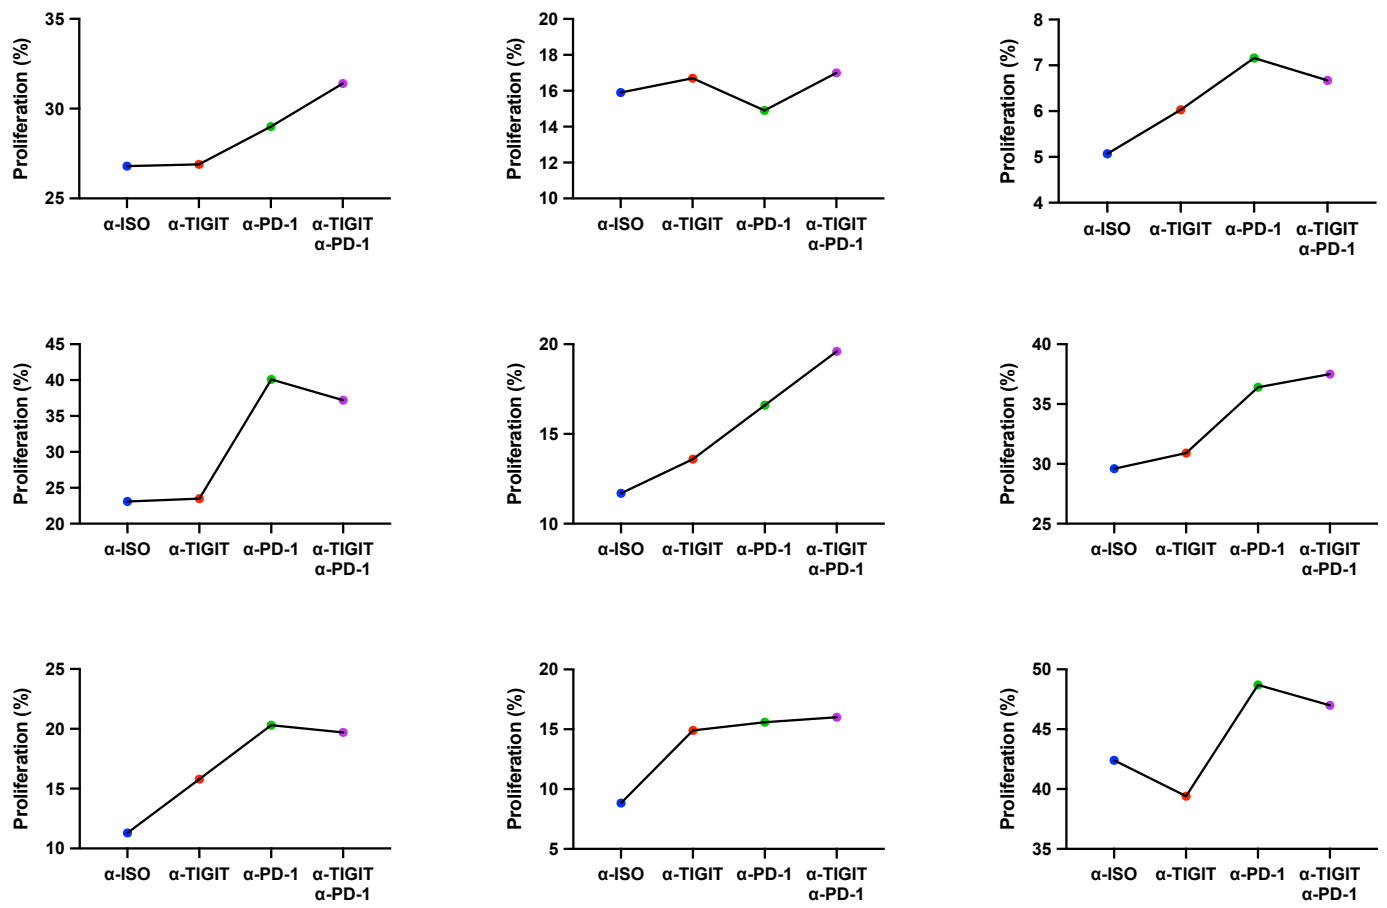 35
30
25
Proliferation (%)
α-ISO α-TIGIT α-PD-1 α-TIGIT
α-PD-1
20
18
16
14
12
10
Proliferation (%)
α-ISO α-TIGIT α-PD-1 α-TIGIT
α-PD-1
8
7
6
5
4
Proliferation (%)
α-ISO α-TIGIT α-PD-1 α-TIGIT
α-PD-1
45
40
35
30
25
20
Proliferation (%)
α-ISO α-TIGIT α-PD-1 α-TIGIT
α-PD-1
20
15
10
Proliferation (%)
α-ISO α-TIGIT α-PD-1 α-TIGIT
α-PD-1
40
35
30
25
Proliferation (%)
α-ISO α-TIGIT α-PD-1 α-TIGIT
α-PD-1
25
20
15
10
Proliferation (%)
α-ISO α-TIGIT α-PD-1 α-TIGIT
α-PD-1
20
15
10
5
Proliferation (%)
α-ISO α-TIGIT α-PD-1 α-TIGIT
α-PD-1
50
45
40
35
Proliferation (%)
α-ISO α-TIGIT α-PD-1 α-TIGIT
α-PD-1